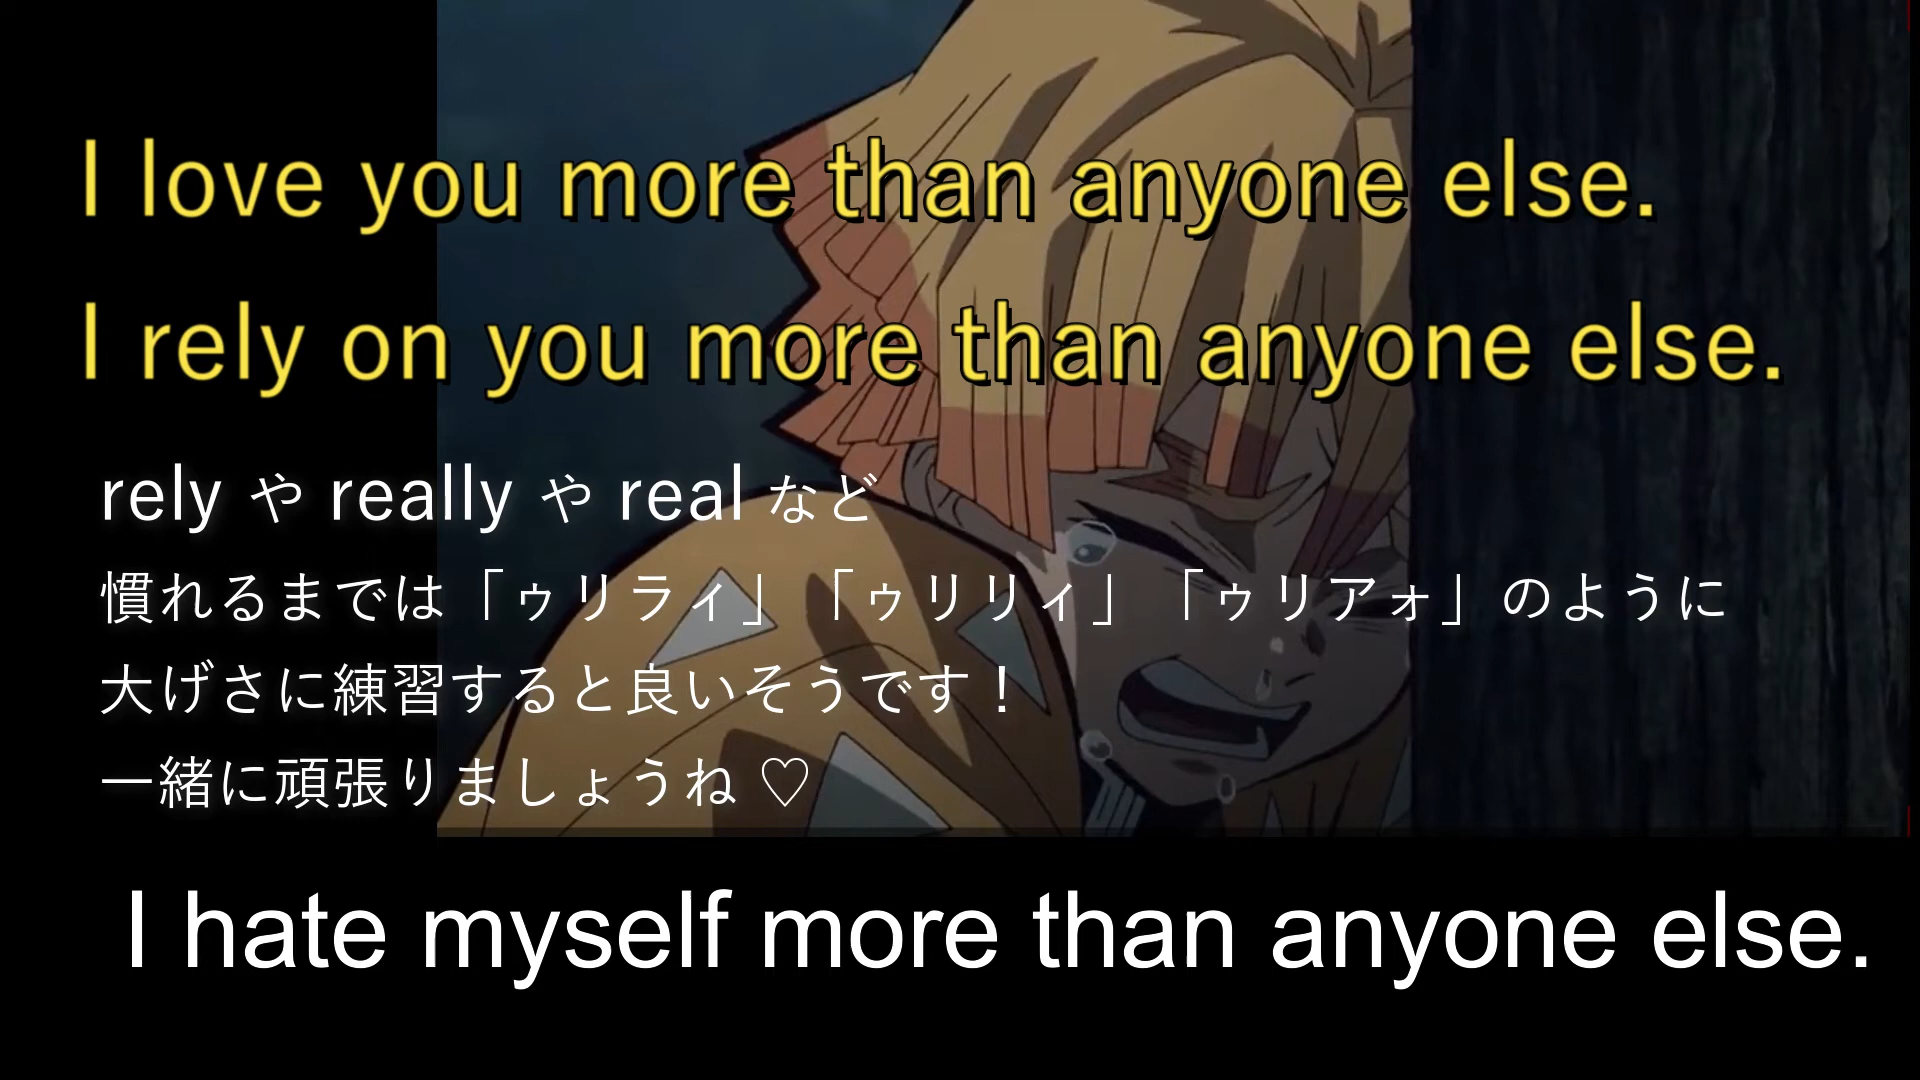 I love you more than anyone else.
I rely on you more than anyone else.
rely や really や real など
慣れるまでは「ゥリライ」「ゥリリィ」「ゥリアォ」のように
大げさに練習すると良いそうです！
一緒に頑張りましょうね ♡
I hate myself more than anyone else.